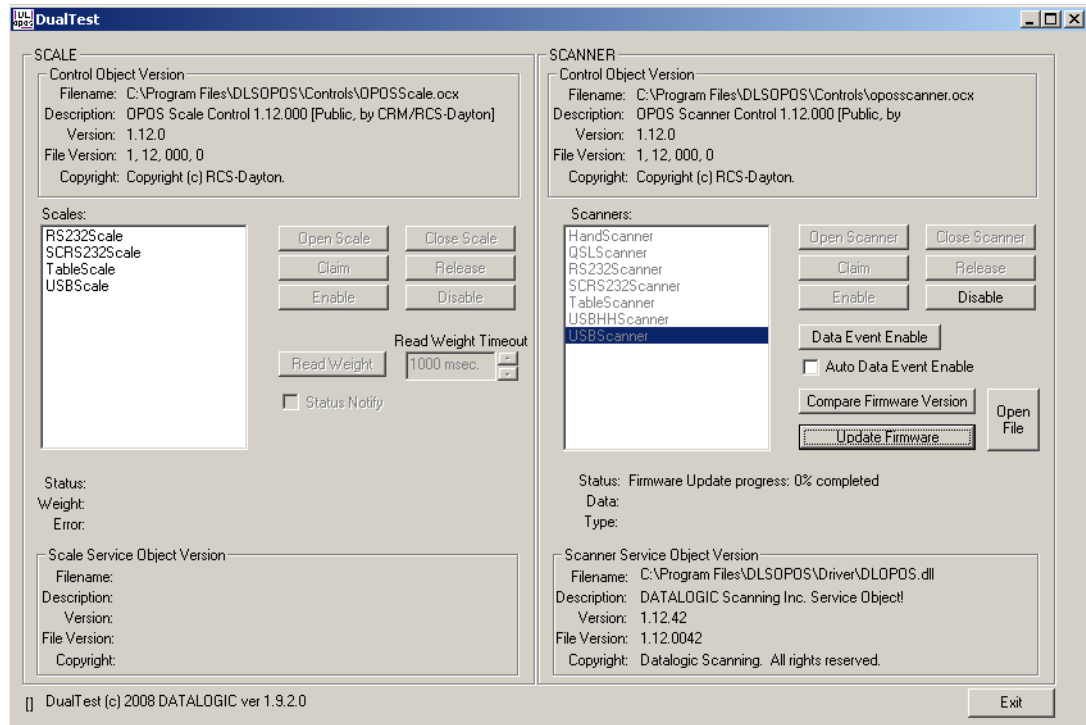 UL
opos
DualTest
SCALE
Control Object Version
Filename: C:\Program Files\DLSOPOS\Controls\OPOSScale.ocx
Description: OPOS Scale Control 1.12.000 [Public, by CRM/RCS-Dayton]
Version: 1.12.0
File Version: 1, 12, 000, 0
Copyright: Copyright (c) RCS-Dayton.
Scales:
RS232Scale
SCRS232Scale
TableScale
USBScale
Open Scale
Close Scale
Claim
Release
Enable
Disable
Read Weight Timeout
Read Weight
1000 msec.
Status Notify
Status:
Weight:
Error:
Scale Service Object Version
Filename:
Description:
Version:
File Version:
Copyright:
SCANNER
Control Object Version
Filename: C:\Program Files\DLSOPOS\Controls\oposscanner.ocx
Description: OPOS Scanner Control 1.12.000 [Public, by
Version: 1.12.0
File Version: 1, 12, 000, 0
Copyright: Copyright (c) RCS-Dayton.
Scanners:
HandScanner
QSLScanner
RS232Scanner
SCRS232Scanner
TableScanner
USBHHScanner
USBScanner
Open Scanner
Close Scanner
Claim
Release
Enable
Disable
Data Event Enable
Auto Data Event Enable
Compare Firmware Version
Update Firmware
Open
File
Status: Firmware Update progress: 0% completed
Data:
Type:
Scanner Service Object Version
Filename: C:\Program Files\DLSOPOS\Driver\DLOPOS.dll
Description: DATALOGIC Scanning Inc. Service Object!
Version: 1.12.42
File Version: 1.12.0042
Copyright: Datalogic Scanning. All rights reserved.
[] DualTest (c) 2008 DATALOGIC ver 1.9.2.0
Exit